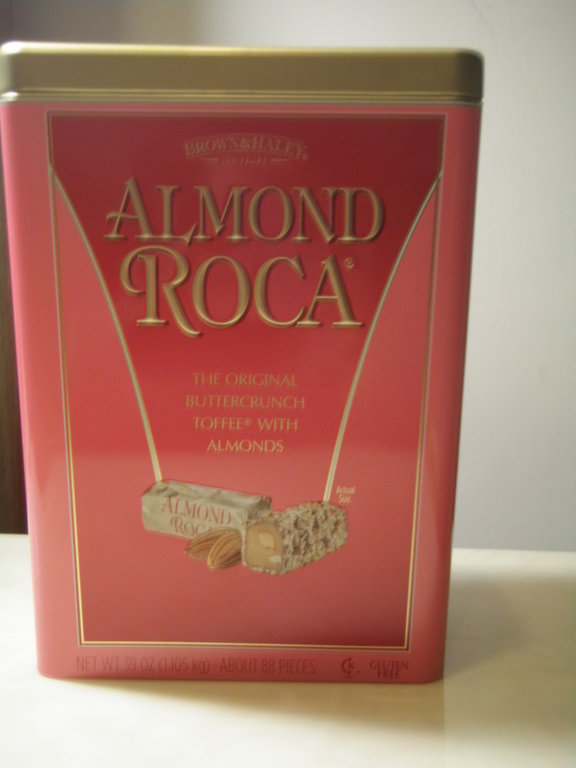 BROWN & HALEY
ALMOND
ROCA®
THE ORIGINAL
BUTTERCRUNCH
TOFFEE® WITH
ALMONDS
Actual
Size
ALMOND
ROCA
NET WT 39 OZ (1.105 kg) - ABOUT 88 PIECES
GLUTEN
FREE